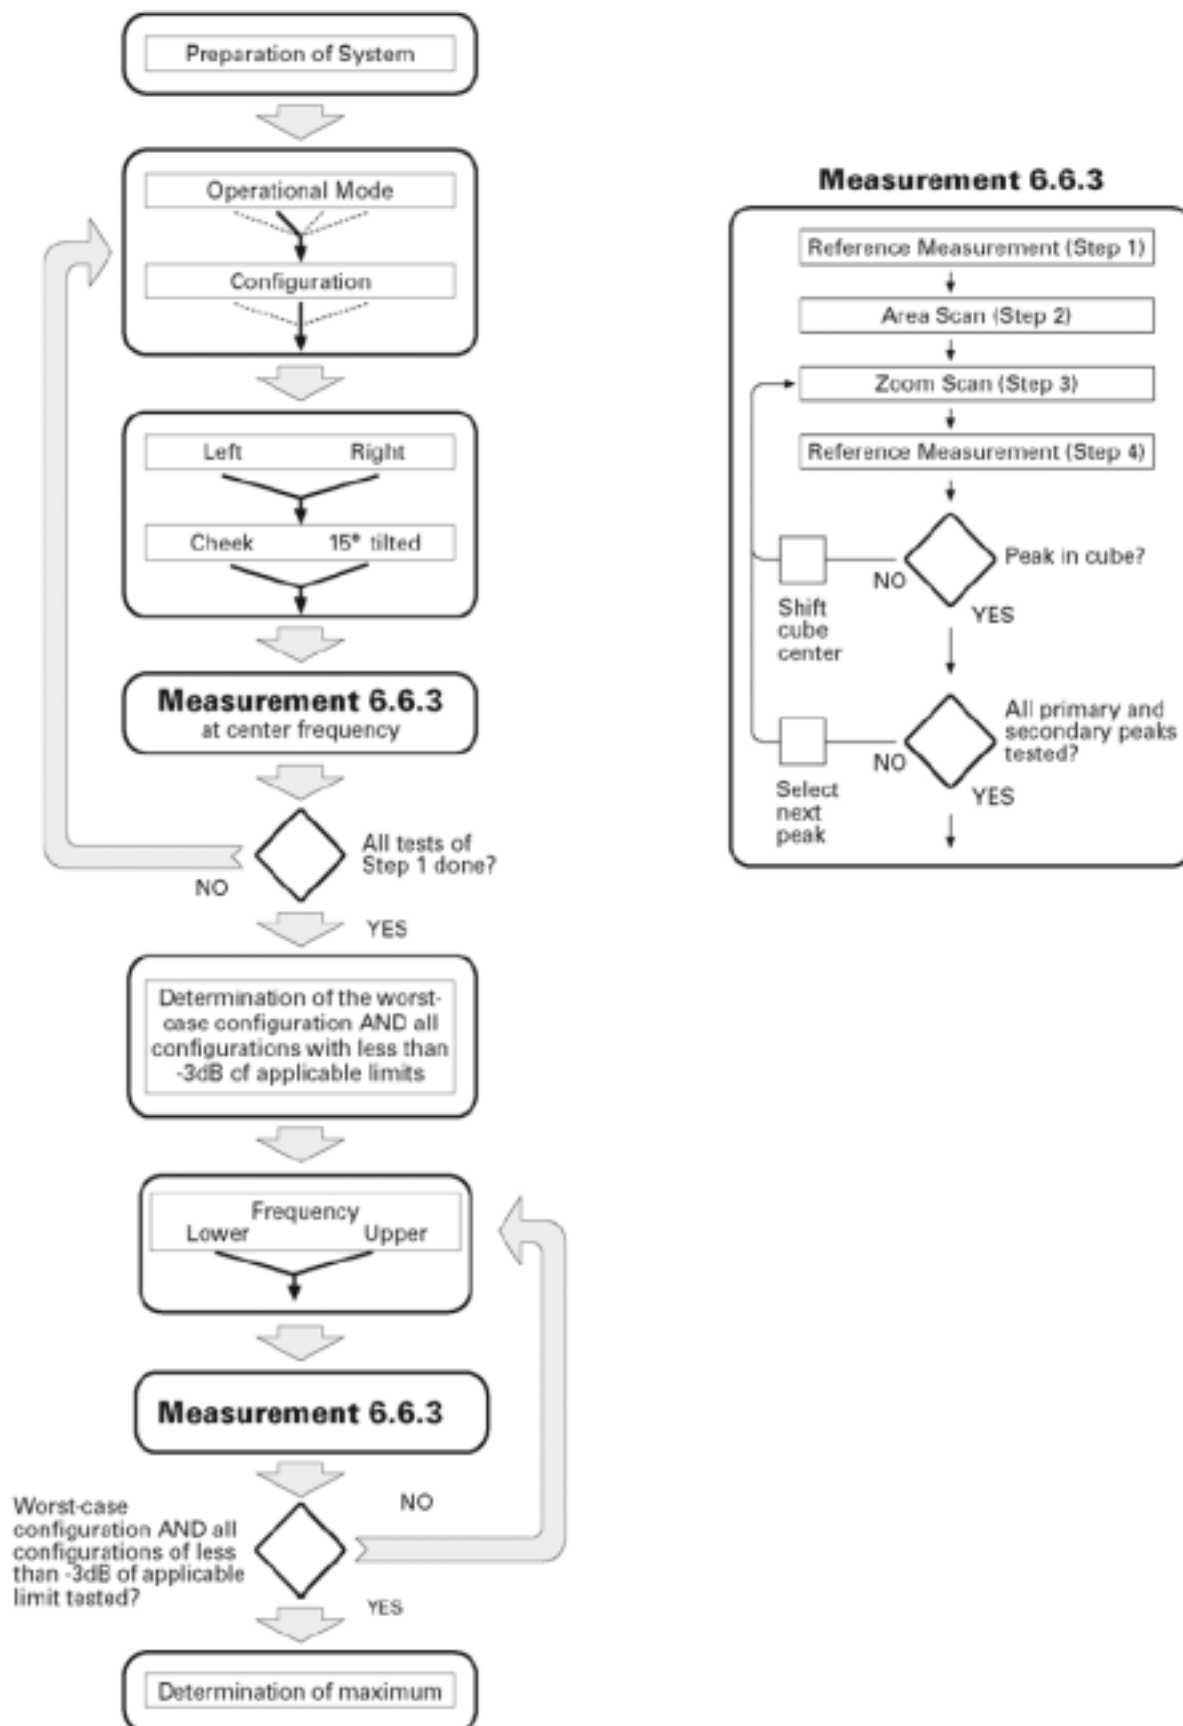 Preparation of System
Operational Mode
Configuration
Left Right
Cheek 15° tilted
Measurement 6.6.3
at center frequency
All tests of
Step 1 done?
NO
YES
Determination of the worst-
case configuration AND all
configurations with less than
-3dB of applicable limits
Frequency
Lower Upper
Measurement 6.6.3
NO
Worst-case
configuration AND all
configurations of less
than -3dB of applicable
limit tested?
YES
Determination of maximum
Measurement 6.6.3
Reference Measurement (Step 1)
Area Scan (Step 2)
Zoom Scan (Step 3)
Reference Measurement (Step 4)
Peak in cube?
NO
YES
Shift
cube
center
All primary and
secondary peaks
tested?
NO
YES
Select
next
peak